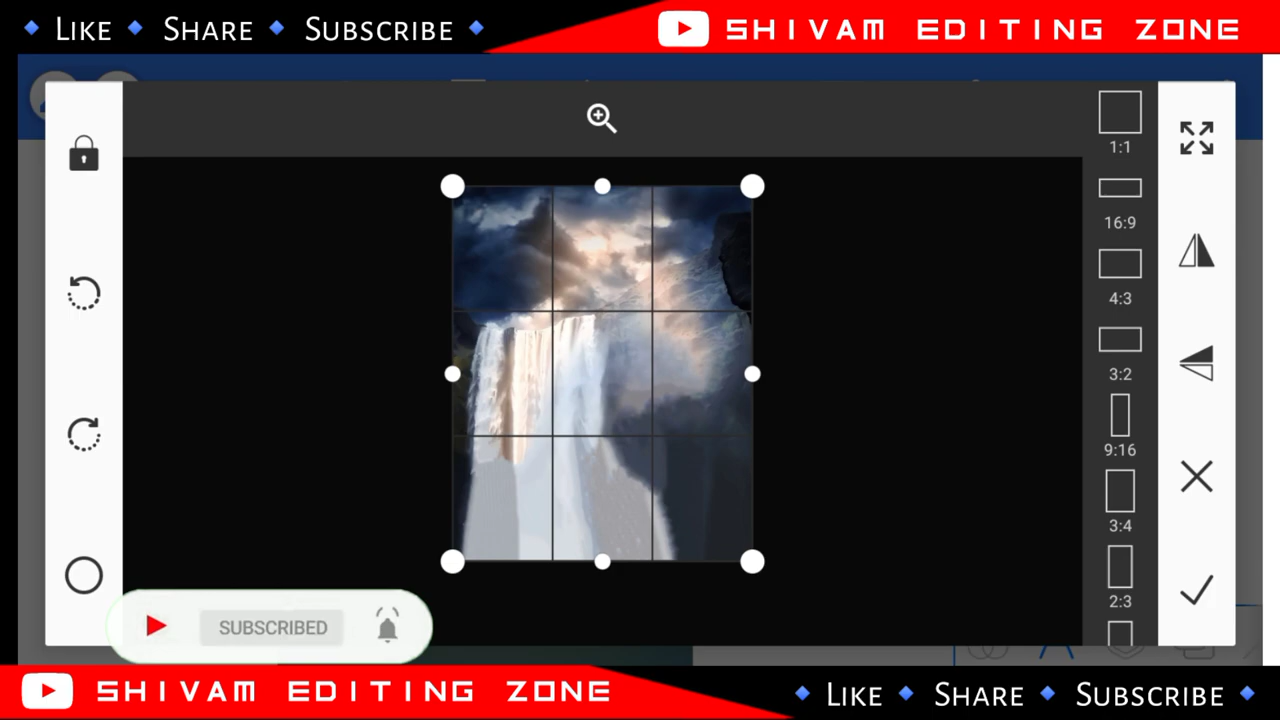 LIKE SHARE SUBSCRIBE
SHIVAM EDITING ZONE
1:1
16:9
4:3
3:2
9:16
3:4
2:3
SUBSCRIBED
SHIVAM EDITING ZONE
LIKE SHARE SUBSCRIBE